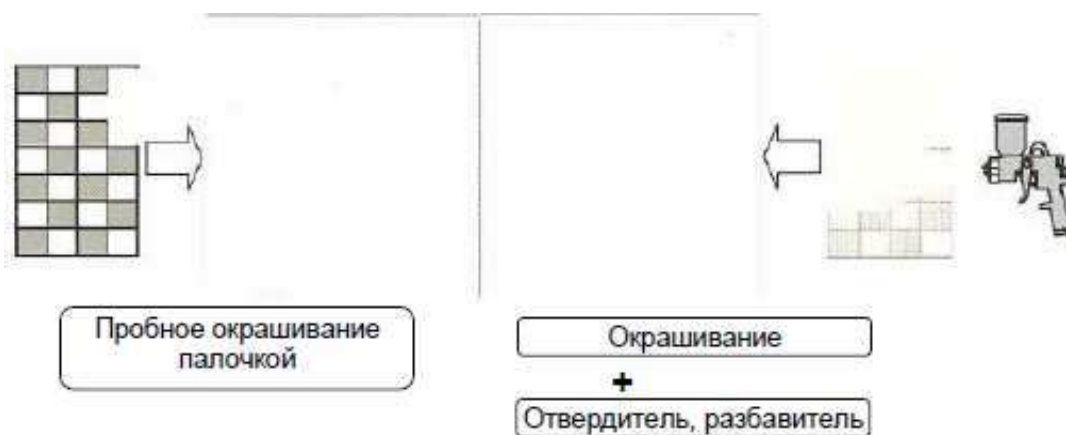 Пробное окрашивание
палочкой
Окрашивание
+
Отвердитель, разбавитель